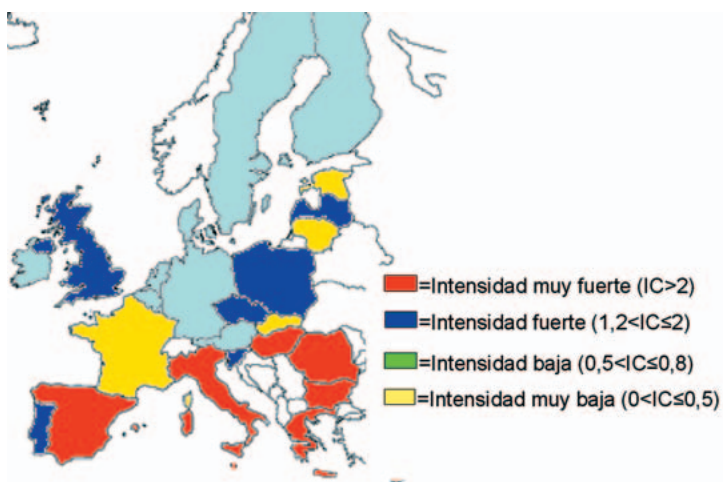 =Intensidad muy fuerte (IC>2)
=Intensidad fuerte (1,2<IC≤2)
=Intensidad baja (0,5<IC≤0,8)
=Intensidad muy baja (0<IC≤0,5)